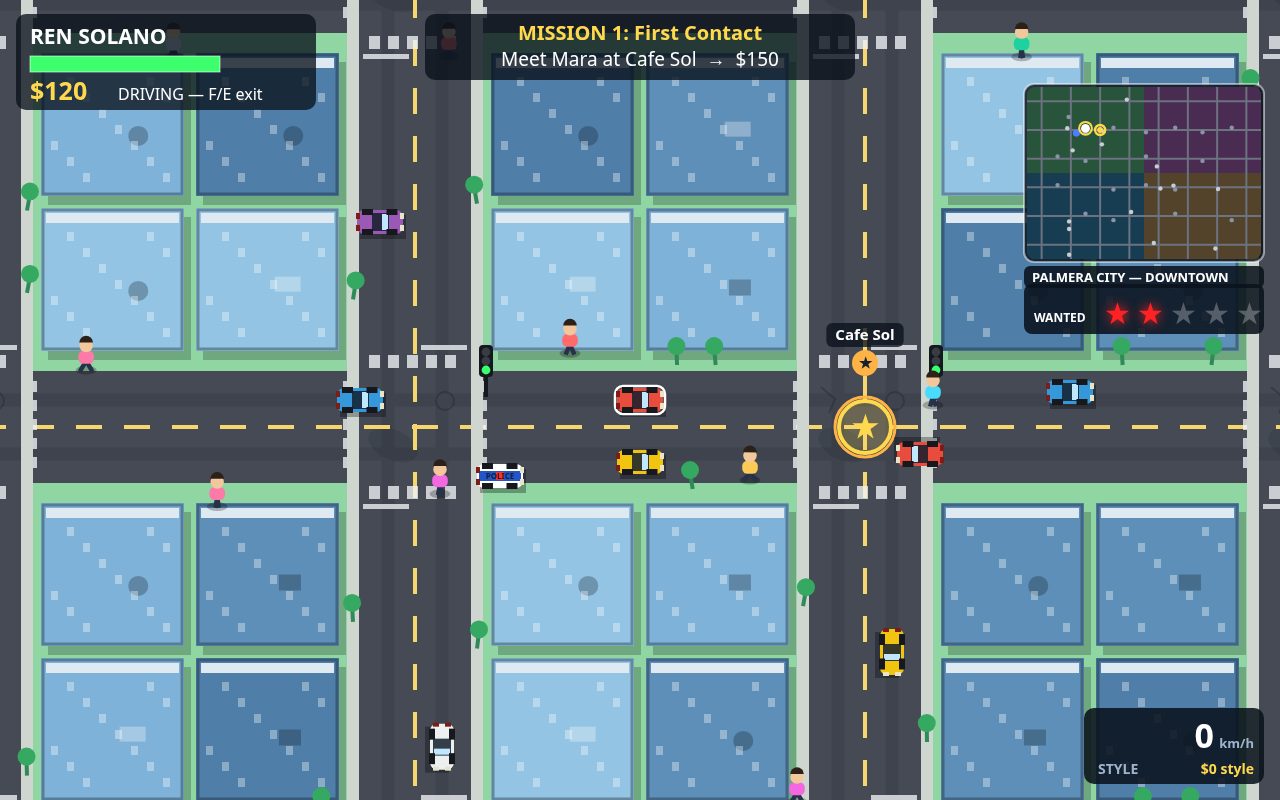 REN SOLANO
$120 DRIVING — F/E exit
MISSION 1: First Contact
Meet Mara at Cafe Sol → $150
PALMERA CITY — DOWNTOWN
WANTED
Cafe Sol
POLICE
0 km/h
STYLE $0 style